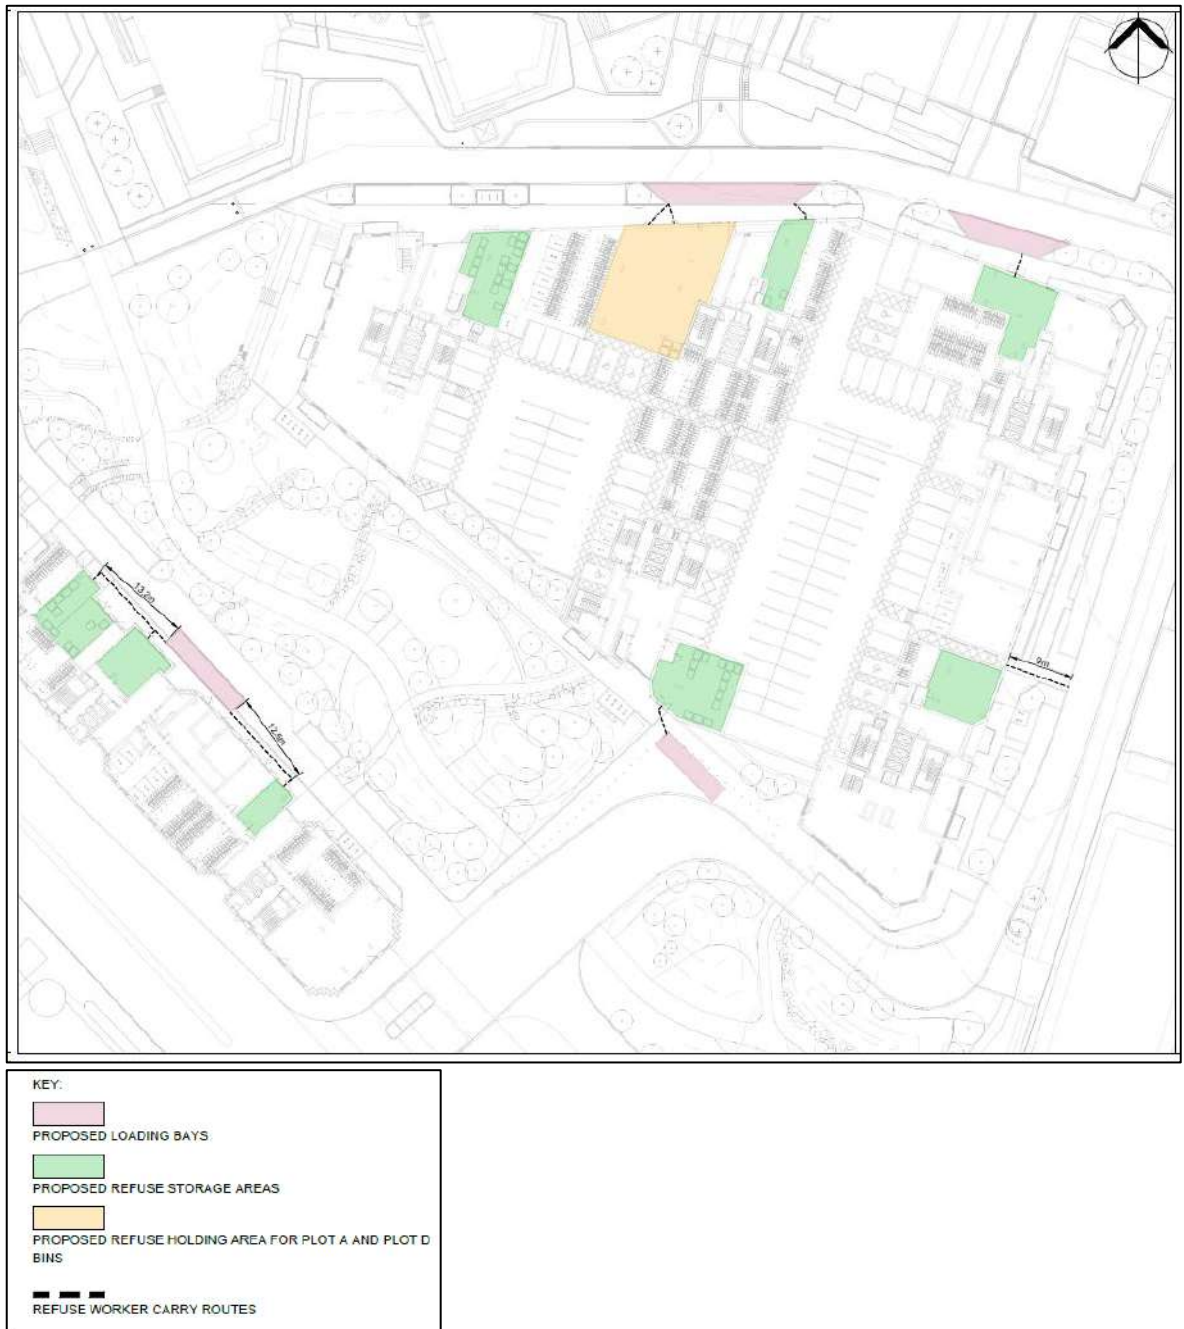 13.2m
12.5m
9m
KEY:
PROPOSED LOADING BAYS
PROPOSED REFUSE STORAGE AREAS
PROPOSED REFUSE HOLDING AREA FOR PLOT A AND PLOT D
BINS
REFUSE WORKER CARRY ROUTES